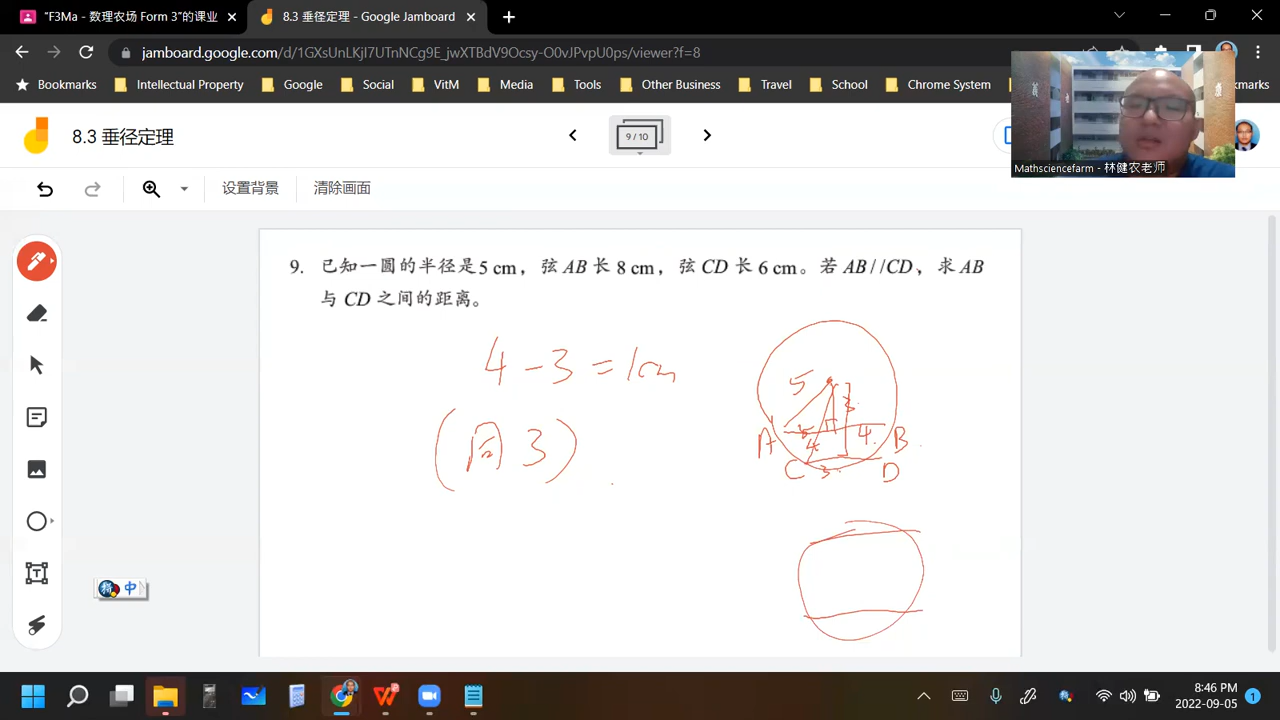 "F3Ma - 数理农场 Form 3"的课业
8.3 垂径定理 - Google Jamboard
jamboard.google.com/d/1GXsUnLKjI7UTnNCq9E_iwXTBdV9Osxy-O0vJPvpU0ps/viewer?f=8
Bookmarks
Intellectual Property
Google
Social
VitM
Media
Tools
Other Business
Travel
School
Chrome System
8.3 垂径定理
9 / 10
Mathsciencefarm - 林健农老师
设置背景
清除画面
9. 已知一圆的半径是5 cm，弦 AB 长 8 cm，弦 CD 长 6 cm。若 AB//CD，求 AB
与 CD 之间的距离。
4 - 3 = 1cm
(同 3)
5
3
A
5
4
4
B
C
3
D
中
8:46 PM
2022-09-05
1